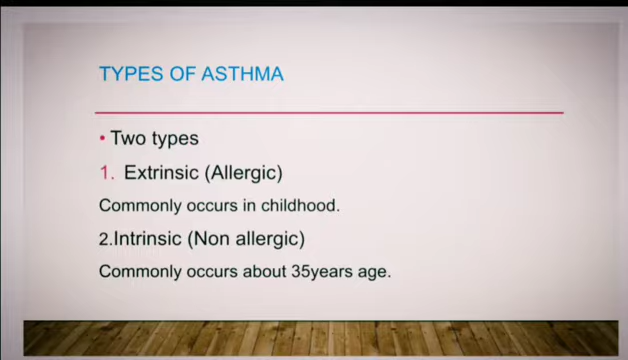 TYPES OF ASTHMA
• Two types
1. Extrinsic (Allergic)
Commonly occurs in childhood.
2.Intrinsic (Non allergic)
Commonly occurs about 35years age.